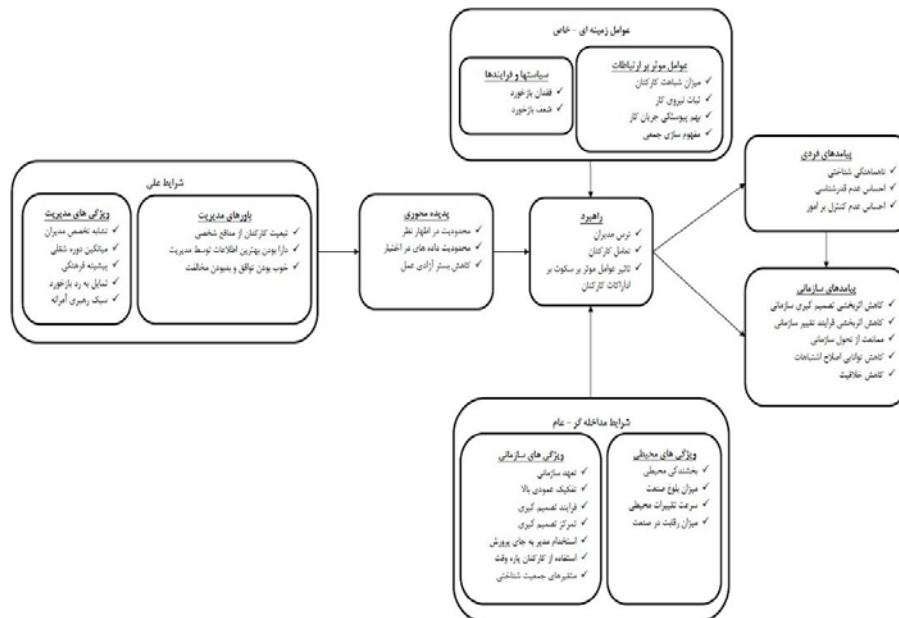 عوامل زمینه ای - خاص
عوامل موثر بر ارتباطات
میزان شباهت کارکنان
ثبات نیروی کار
بهم پیوستگی جریان کار
مفهوم سازی جمعی
سیاستها و فرایندها
فقدان بازخورد
ضعف بازخورد
شرایط علی
باورهای مدیریت
تبعیت کارکنان از منافع شخصی
دارا بودن بهترین اطلاعات توسط مدیریت
خوب بودن توافق و بدبودن مخالفت
ویژگی های مدیریت
تشابه تخصص مدیران
میانگین دوره شغلی
پیشینه فرهنگی
تمایل به رد بازخورد
سبک رهبری آمرانه
پدیده محوری
محدودیت در اظهار نظر
محدودیت داده های در اختیار
کاهش بستر آزادی عمل
راهبرد
ترس مدیران
تعامل کارکنان
تاثیر عوامل موثر بر سکوت بر
اداراکات کارکنان
پیامدهای فردی
ناهماهنگی شناختی
احساس عدم قدرشناسی
احساس عدم کنترل بر امور
پیامدهای سازمانی
کاهش اثربخشی تصمیم گیری سازمانی
کاهش اثربخشی فرایند تغییر سازمانی
ممانعت از تحول سازمانی
کاهش توانایی اصلاح اشتباهات
کاهش خلاقیت
شرایط مداخله گر - عام
ویژگی های محیطی
بخشندگی محیطی
میزان بلوغ صنعت
سرعت تغییرات محیطی
میزان رقابت در صنعت
ویژگی های سازمانی
تعهد سازمانی
تفکیک عمودی بالا
فرایند تصمیم گیری
تمرکز تصمیم گیری
استخدام مدیر به جای پرورش
استفاده از کارکنان پاره وقت
متغیرهای جمعیت شناختی